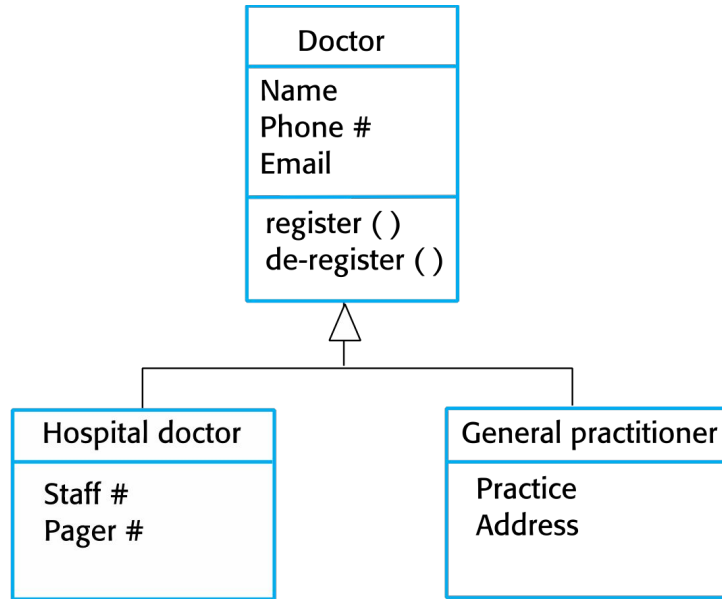 Doctor
Name
Phone #
Email
register ( )
de-register ( )
Hospital doctor
Staff #
Pager #
General practitioner
Practice
Address